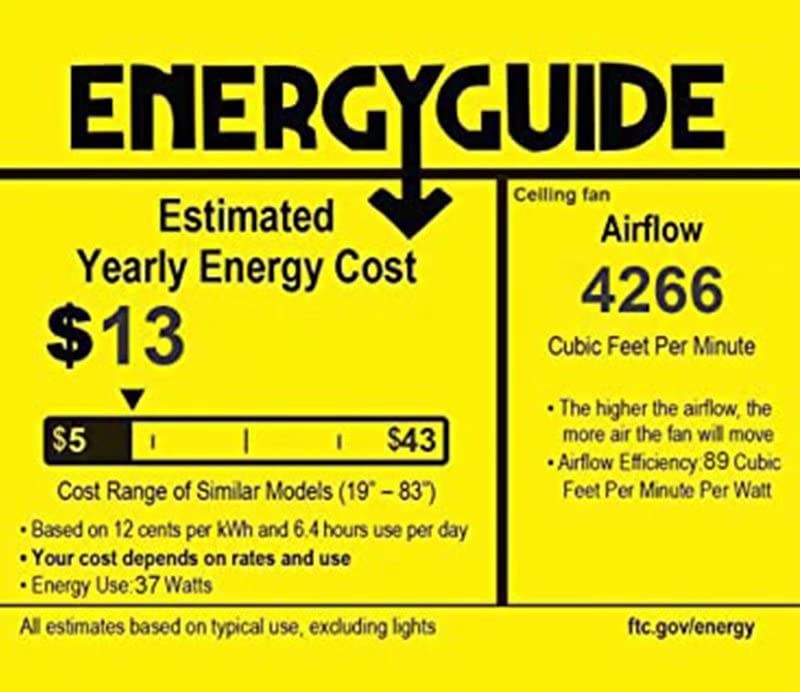 ENERGYGUIDE
Estimated
Yearly Energy Cost
$13
$5
$43
Cost Range of Similar Models (19" – 83")
• Based on 12 cents per kWh and 6.4 hours use per day
• Your cost depends on rates and use
• Energy Use:37 Watts
Ceiling fan
Airflow
4266
Cubic Feet Per Minute
• The higher the airflow, the
more air the fan will move
• Airflow Efficiency:89 Cubic
Feet Per Minute Per Watt
All estimates based on typical use, excluding lights
ftc.gov/energy